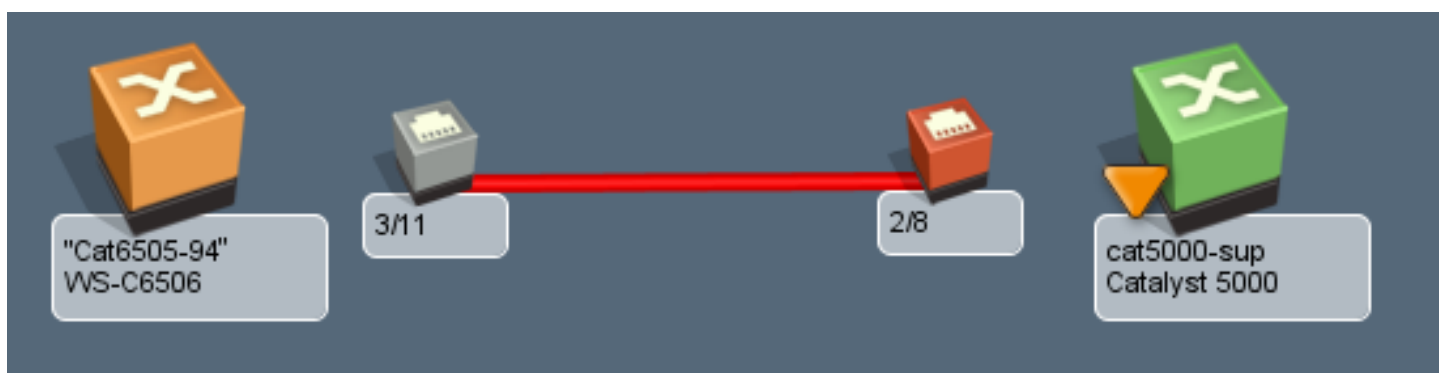 "Cat6505-94"
WS-C6506
3/11
2/8
cat5000-sup
Catalyst 5000